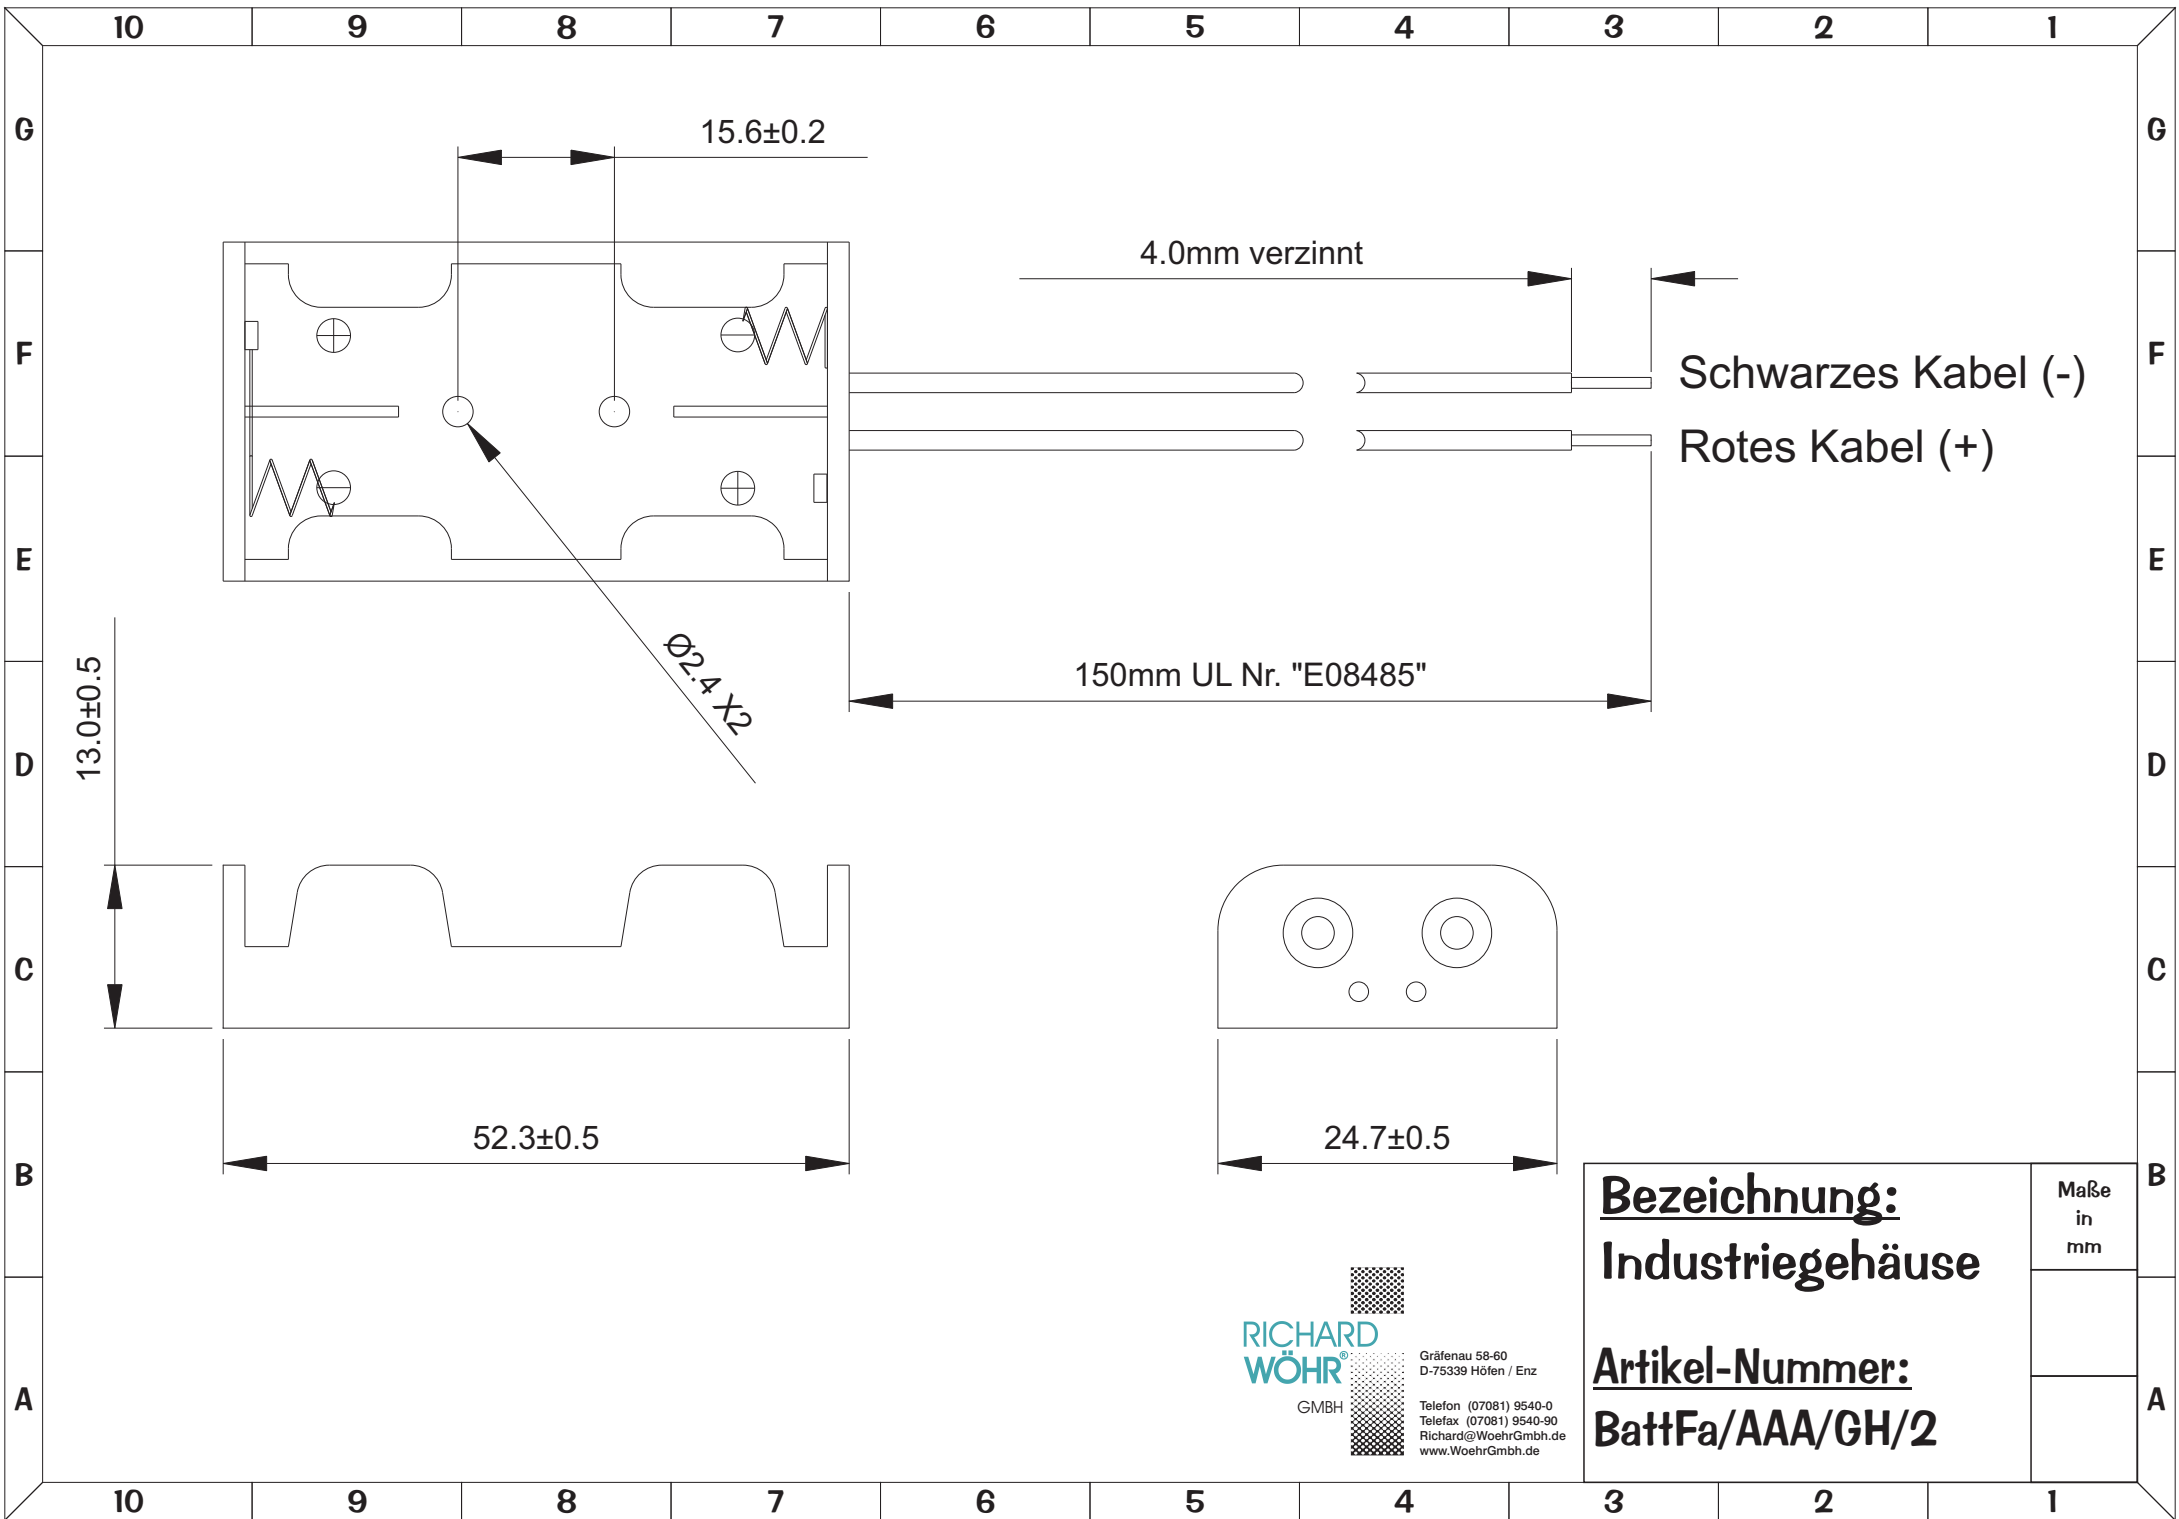 10 9 8 7 6 5 4 3 2 1
G G
15.6±0.2
4.0mm verzinnt
F F
Schwarzes Kabel (-)
Rotes Kabel (+)
E E
Ø2.4 X2
13.0±0.5
150mm UL Nr. "E08485"
D D
C C
52.3±0.5
24.7±0.5
B B
Bezeichnung:
Industriegehäuse
Maße
in
mm
RICHARD
WÖHR®
GMBH
Gräfenau 58-60
D-75339 Höfen / Enz
Telefon (07081) 9540-0
Telefax (07081) 9540-90
Richard@WoehrGmbh.de
www.WoehrGmbh.de
Artikel-Nummer:
BattFa/AAA/GH/2
A A
10 9 8 7 6 5 4 3 2 1